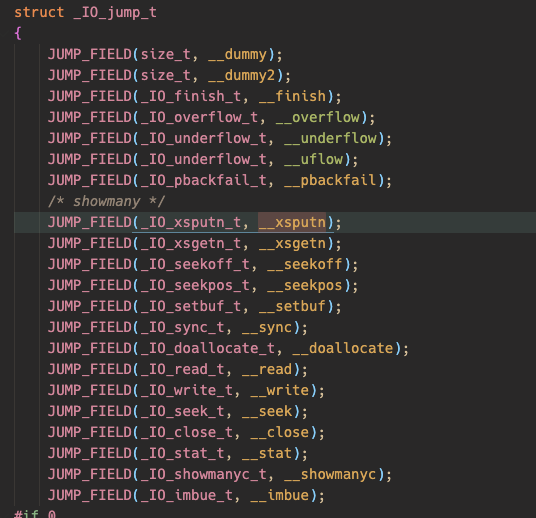 struct _IO_jump_t
{
JUMP_FIELD(size_t, __dummy);
JUMP_FIELD(size_t, __dummy2);
JUMP_FIELD(_IO_finish_t, __finish);
JUMP_FIELD(_IO_overflow_t, __overflow);
JUMP_FIELD(_IO_underflow_t, __underflow);
JUMP_FIELD(_IO_underflow_t, __uflow);
JUMP_FIELD(_IO_pbackfail_t, __pbackfail);
/* showmany */
JUMP_FIELD(_IO_xsputn_t, __xsputn);
JUMP_FIELD(_IO_xsgetn_t, __xsgetn);
JUMP_FIELD(_IO_seekoff_t, __seekoff);
JUMP_FIELD(_IO_seekpos_t, __seekpos);
JUMP_FIELD(_IO_setbuf_t, __setbuf);
JUMP_FIELD(_IO_sync_t, __sync);
JUMP_FIELD(_IO_doallocate_t, __doallocate);
JUMP_FIELD(_IO_read_t, __read);
JUMP_FIELD(_IO_write_t, __write);
JUMP_FIELD(_IO_seek_t, __seek);
JUMP_FIELD(_IO_close_t, __close);
JUMP_FIELD(_IO_stat_t, __stat);
JUMP_FIELD(_IO_showmanyc_t, __showmanyc);
JUMP_FIELD(_IO_imbue_t, __imbue);
#if 0